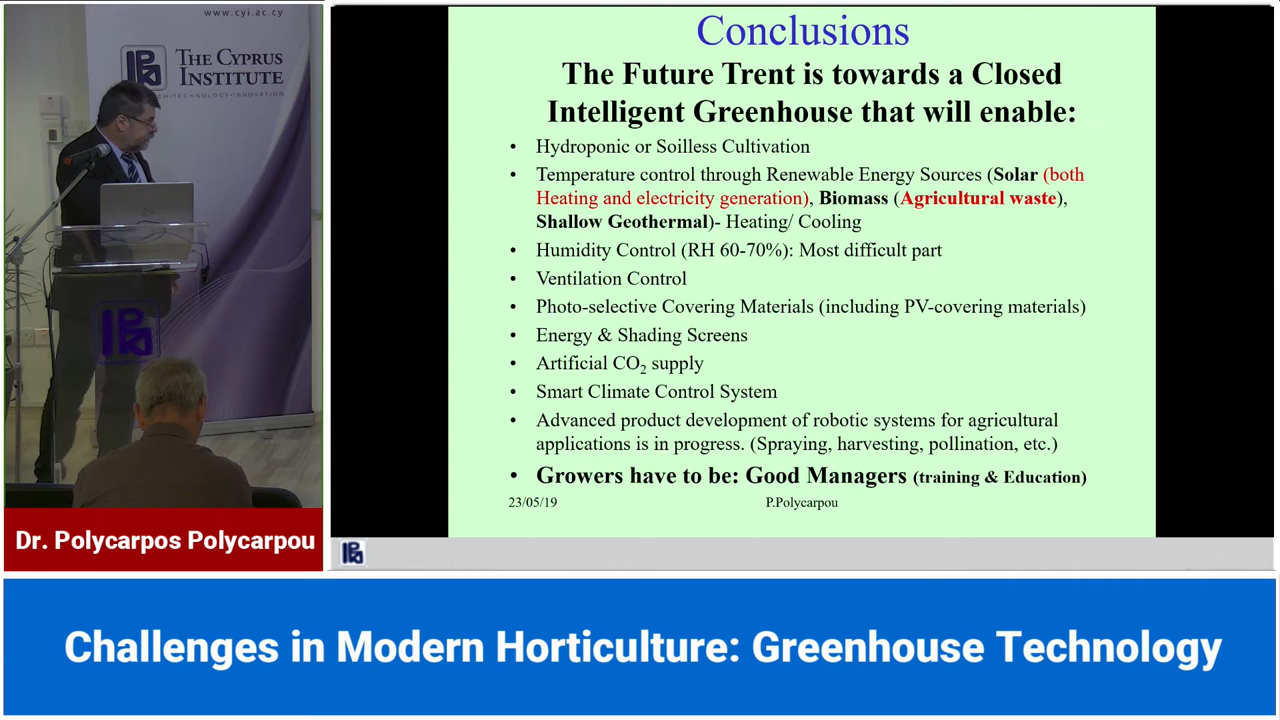 www.cyi.ac.cy
THE CYPRUS
INSTITUTE
CH•TECHNOLOGY•INNOVATION
Conclusions
The Future Trent is towards a Closed
Intelligent Greenhouse that will enable:
• Hydroponic or Soilless Cultivation
• Temperature control through Renewable Energy Sources (Solar (both
Heating and electricity generation), Biomass (Agricultural waste),
Shallow Geothermal)- Heating/ Cooling
• Humidity Control (RH 60-70%): Most difficult part
• Ventilation Control
• Photo-selective Covering Materials (including PV-covering materials)
• Energy & Shading Screens
• Artificial CO₂ supply
• Smart Climate Control System
• Advanced product development of robotic systems for agricultural
applications is in progress. (Spraying, harvesting, pollination, etc.)
• Growers have to be: Good Managers (training & Education)
23/05/19 P.Polycarpou
Dr. Polycarpos Polycarpou
Challenges in Modern Horticulture: Greenhouse Technology